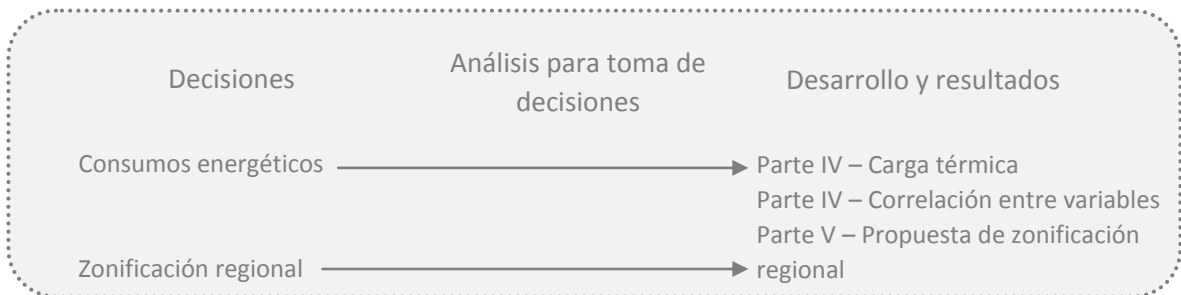 Decisiones
Análisis para toma de
decisiones
Desarrollo y resultados
Consumos energéticos
Parte IV – Carga térmica
Parte IV – Correlación entre variables
Parte V – Propuesta de zonificación
Zonificación regional
regional